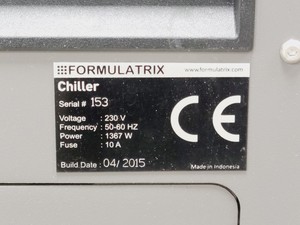 FORMULATRIX www.formulatrix.com
Chiller
Serial # 153
Voltage : 230 V
Frequency : 50-60 HZ
Power : 1367 W
Fuse : 10 A
CE
Build Date : 04/2015 Made in Indonesia